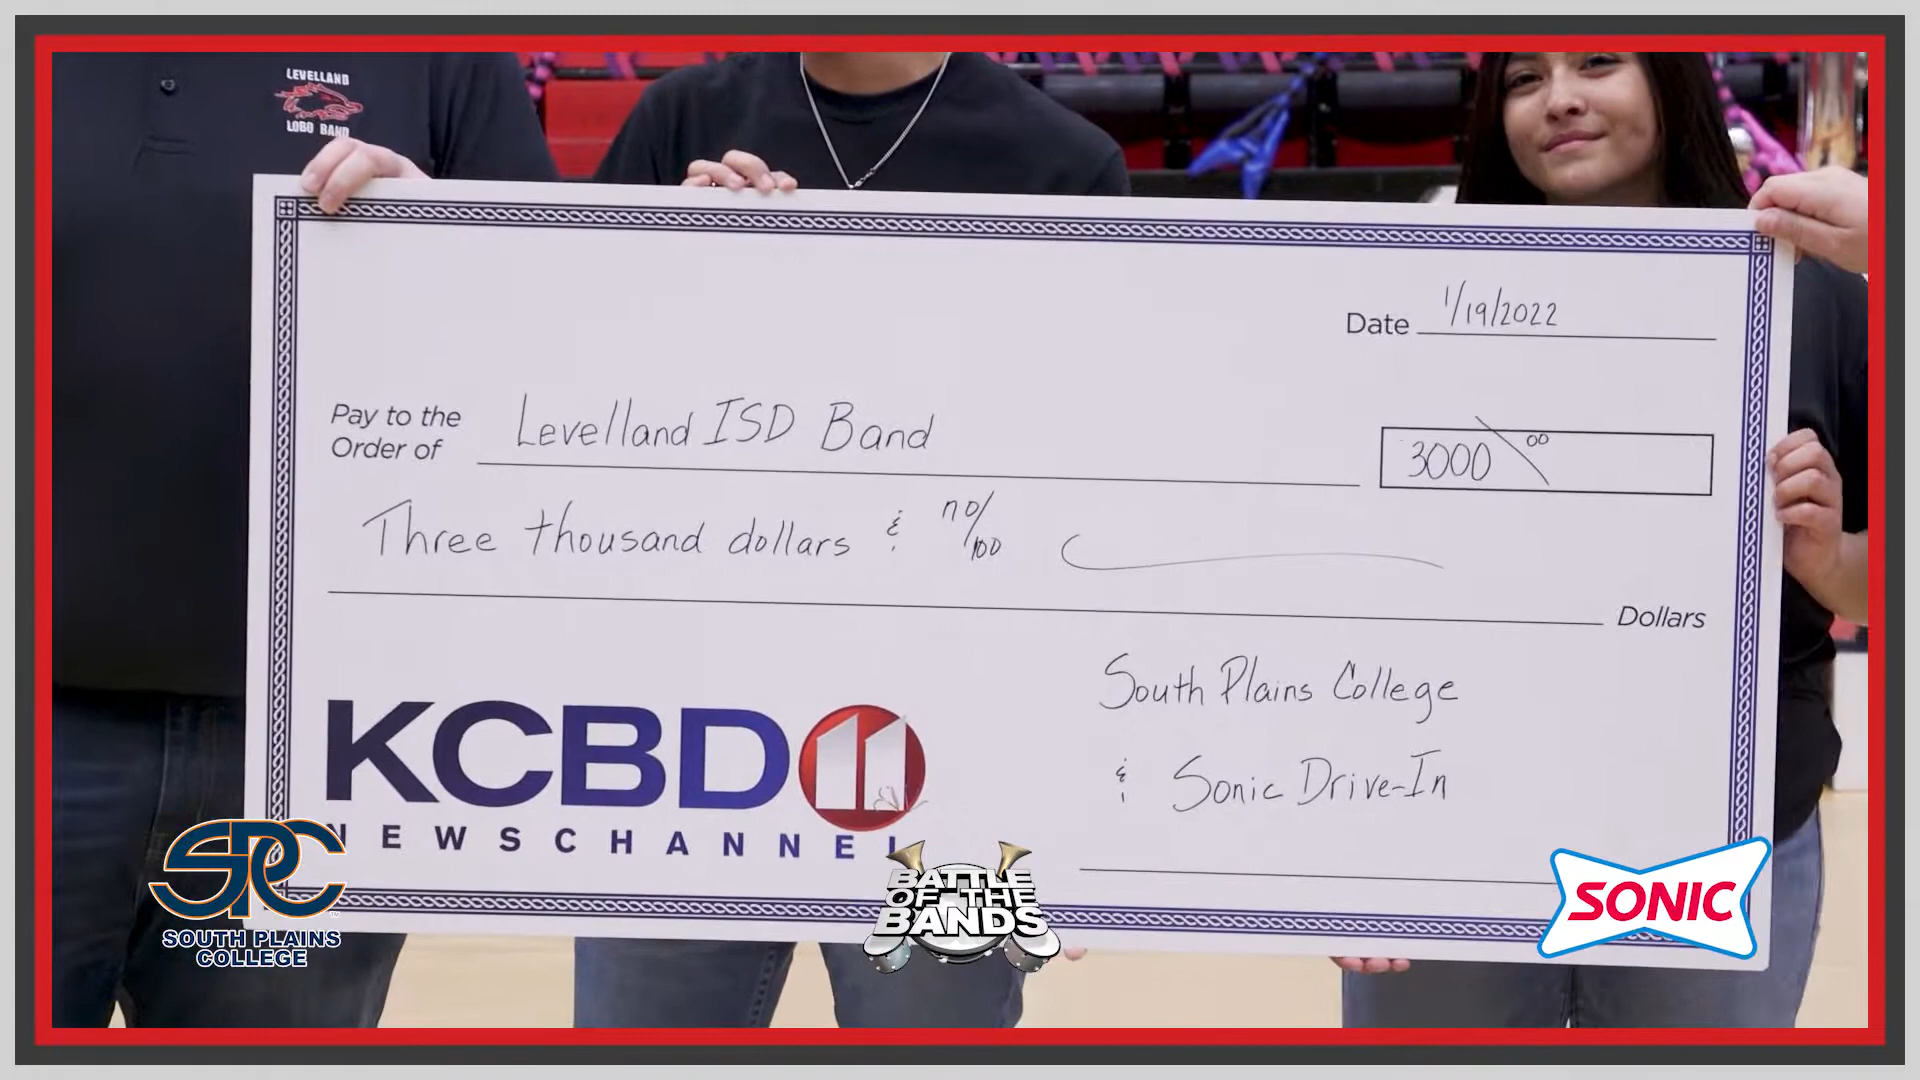 LEVELLAND
LOBO BAND
Date 1/19/2022
Pay to the
Order of Levelland ISD Band
3000 00
Three thousand dollars & no/100
Dollars
KCBD 11
NEWSCHANNEL
South Plains College
& Sonic Drive-In
SPC
SOUTH PLAINS
COLLEGE
BATTLE
OF THE
BANDS
SONIC